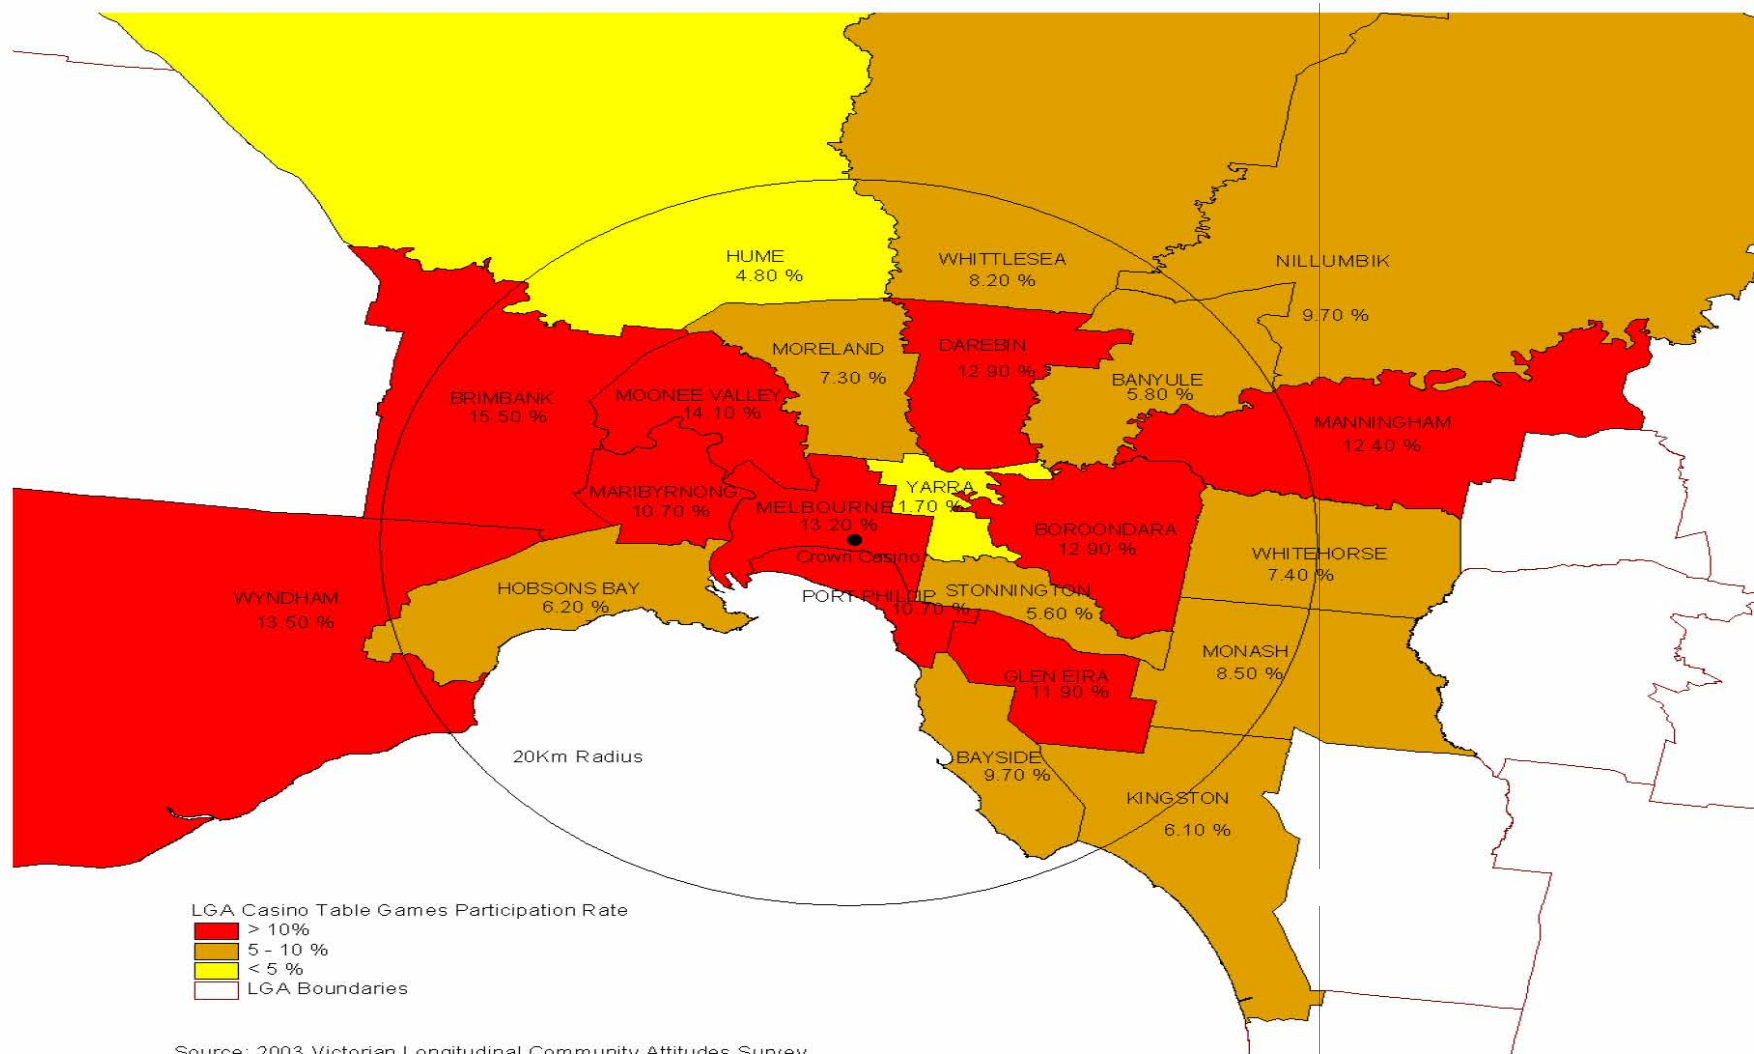 HUME
4.80 %
WHITTLESEA
8.20 %
NILLUMBIK
9.70 %
MORELAND
7.30 %
DAREBIN
12.90 %
BANYULE
5.80 %
BRIMBANK
15.50 %
MOONEE VALLEY
14.10 %
MANNINGHAM
12.40 %
MARIBYRNONG
10.70 %
MELBOURNE
13.20 %
YARRA
1.70 %
Crown Casino
BOROONDARA
12.90 %
WHITEHORSE
7.40 %
WYNDHAM
13.50 %
HOBSONS BAY
6.20 %
PORT PHILLIP
10.70 %
STONNINGTON
5.60 %
MONASH
8.50 %
GLEN EIRA
11.90 %
20Km Radius
BAYSIDE
9.70 %
KINGSTON
6.10 %
LGA Casino Table Games Participation Rate
> 10%
5 - 10 %
< 5 %
LGA Boundaries
Source: 2003 Victorian Longitudinal Community Attitudes Survey